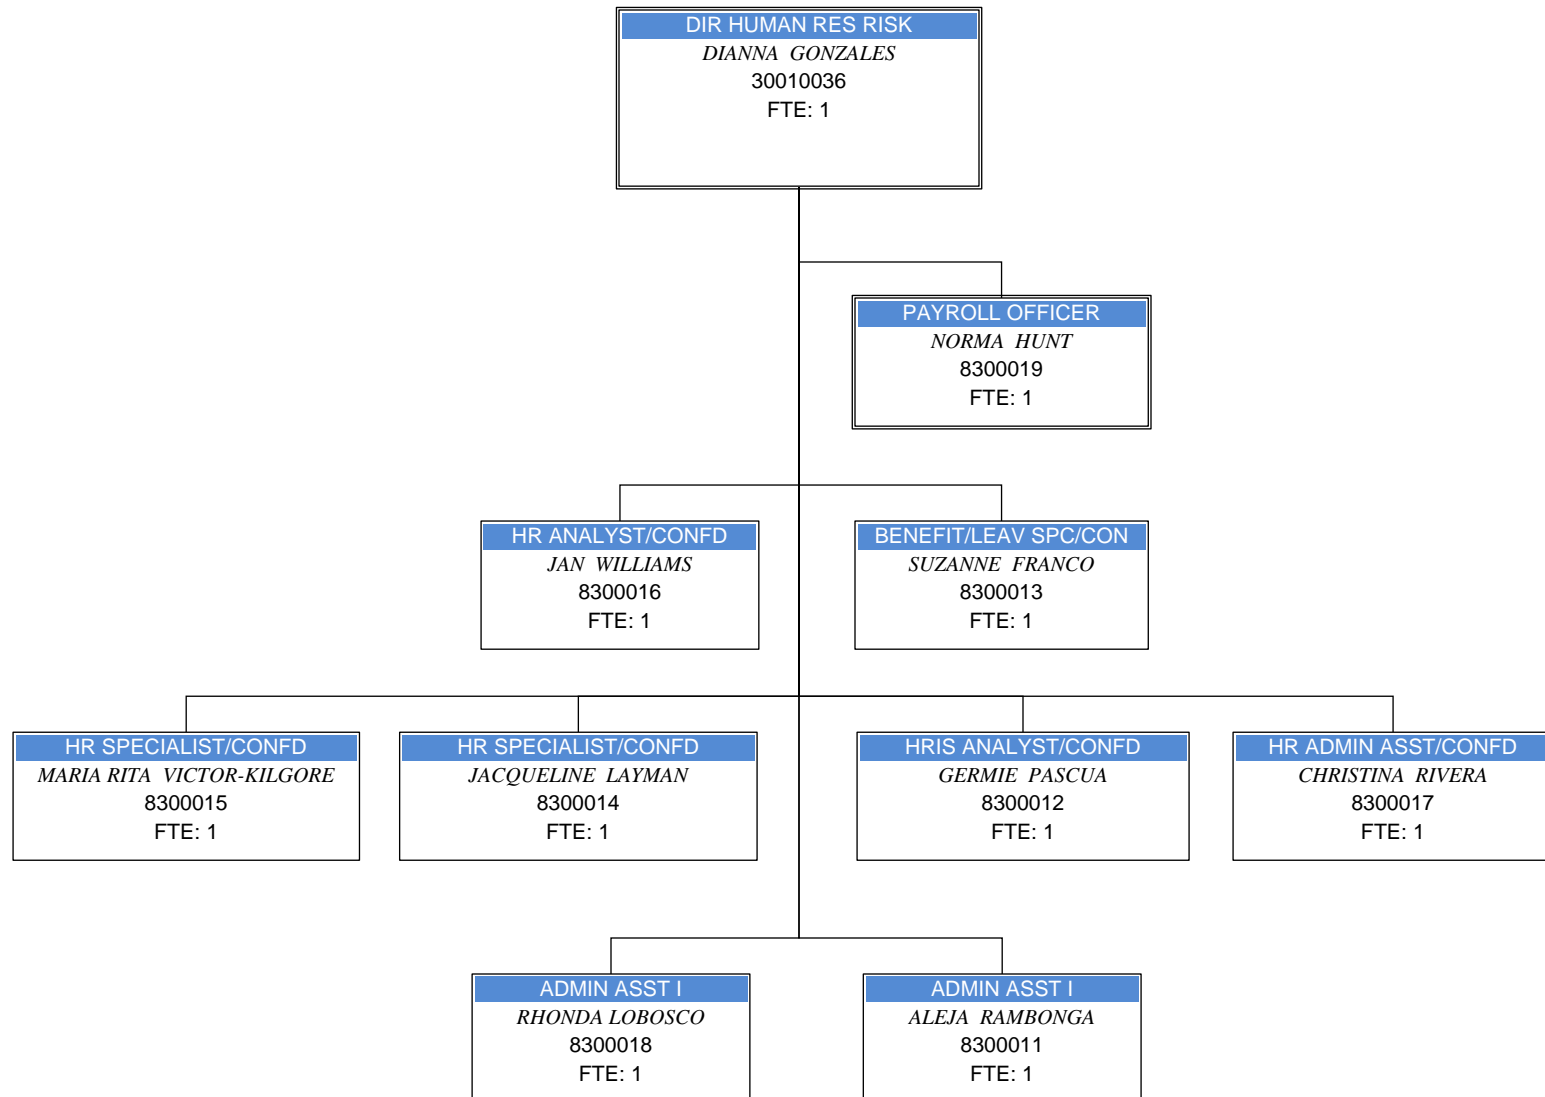 DIR HUMAN RES RISK
DIANNA GONZALES
30010036
FTE: 1
PAYROLL OFFICER
NORMA HUNT
8300019
FTE: 1
HR ANALYST/CONFD
JAN WILLIAMS
8300016
FTE: 1
BENEFIT/LEAV SPC/CON
SUZANNE FRANCO
8300013
FTE: 1
HR SPECIALIST/CONFD
MARIA RITA VICTOR-KILGORE
8300015
FTE: 1
HR SPECIALIST/CONFD
JACQUELINE LAYMAN
8300014
FTE: 1
HRIS ANALYST/CONFD
GERMIE PASCUA
8300012
FTE: 1
HR ADMIN ASST/CONFD
CHRISTINA RIVERA
8300017
FTE: 1
ADMIN ASST I
RHONDA LOBOSCO
8300018
FTE: 1
ADMIN ASST I
ALEJA RAMBONGA
8300011
FTE: 1